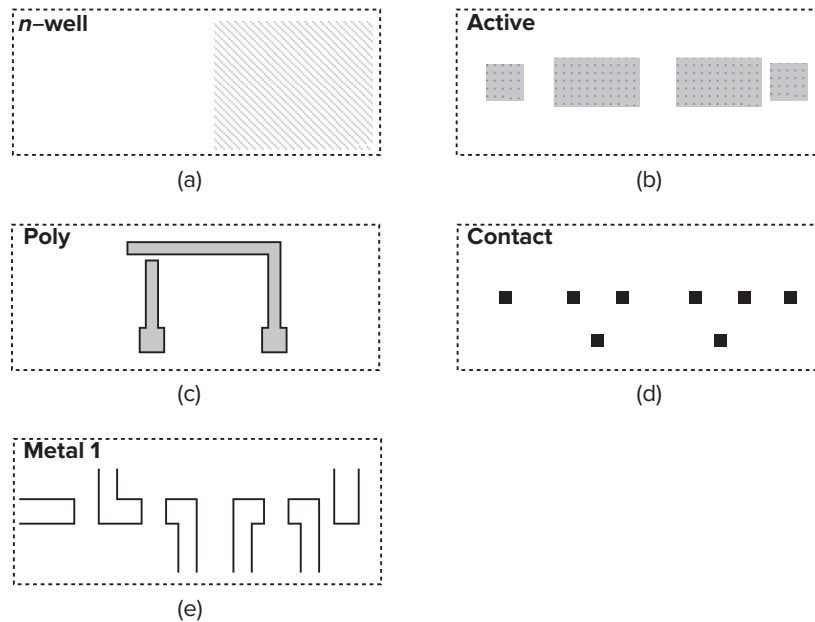 n–well
Active
(a)
(b)
Poly
Contact
(c)
(d)
Metal 1
(e)